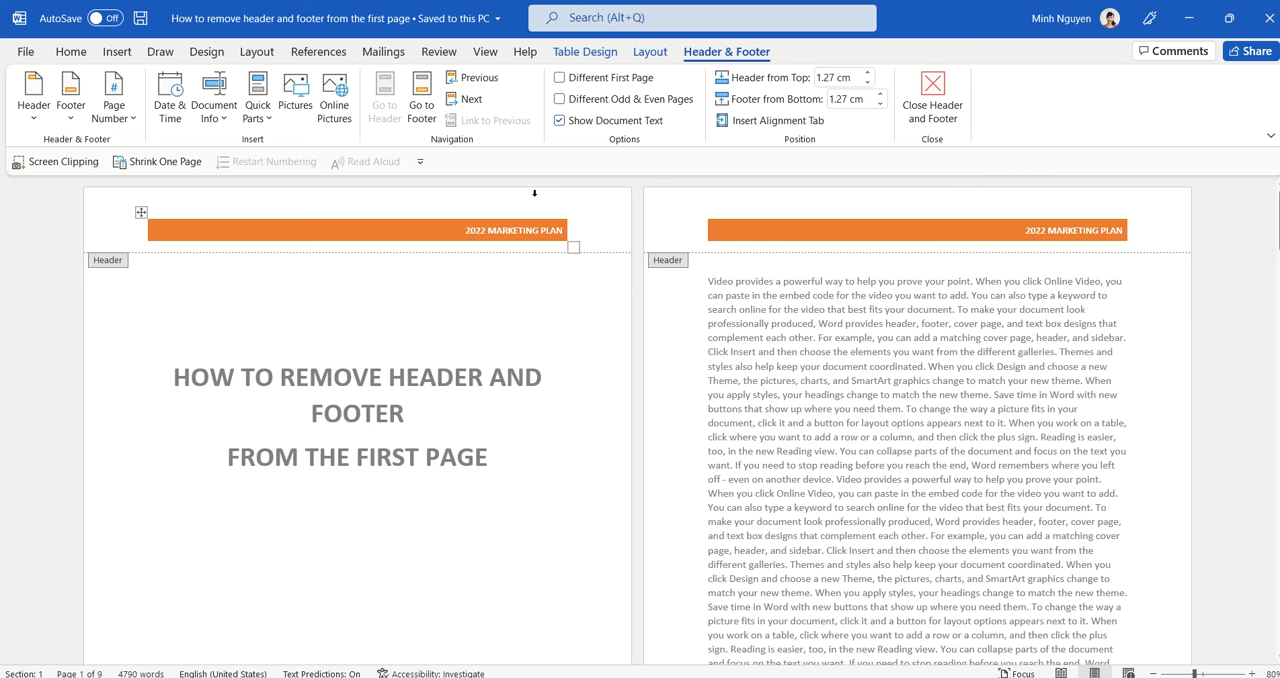 AutoSave Off How to remove header and footer from the first page • Saved to this PC Search (Alt+Q) Minh Nguyen
File Home Insert Draw Design Layout References Mailings Review View Help Table Design Layout Header & Footer Comments Share
Header Footer Page Number
Date & Time Document Info Quick Parts Pictures Online Pictures
Go to Header Go to Footer
Previous
Next
Link to Previous
Different First Page
Different Odd & Even Pages
Show Document Text
Header from Top: 1.27 cm
Footer from Bottom: 1.27 cm
Insert Alignment Tab
Close Header and Footer
Header & Footer Insert Navigation Options Position Close
Screen Clipping Shrink One Page Restart Numbering Read Aloud
2022 MARKETING PLAN
Header
HOW TO REMOVE HEADER AND
FOOTER
FROM THE FIRST PAGE
2022 MARKETING PLAN
Header
Video provides a powerful way to help you prove your point. When you click Online Video, you
can paste in the embed code for the video you want to add. You can also type a keyword to
search online for the video that best fits your document. To make your document look
professionally produced, Word provides header, footer, cover page, and text box designs that
complement each other. For example, you can add a matching cover page, header, and sidebar.
Click Insert and then choose the elements you want from the different galleries. Themes and
styles also help keep your document coordinated. When you click Design and choose a new
Theme, the pictures, charts, and SmartArt graphics change to match your new theme. When
you apply styles, your headings change to match the new theme. Save time in Word with new
buttons that show up where you need them. To change the way a picture fits in your
document, click it and a button for layout options appears next to it. When you work on a table,
click where you want to add a row or a column, and then click the plus sign. Reading is easier,
too, in the new Reading view. You can collapse parts of the document and focus on the text you
want. If you need to stop reading before you reach the end, Word remembers where you left
off - even on another device. Video provides a powerful way to help you prove your point.
When you click Online Video, you can paste in the embed code for the video you want to add.
You can also type a keyword to search online for the video that best fits your document. To
make your document look professionally produced, Word provides header, footer, cover page,
and text box designs that complement each other. For example, you can add a matching cover
page, header, and sidebar. Click Insert and then choose the elements you want from the
different galleries. Themes and styles also help keep your document coordinated. When you
click Design and choose a new Theme, the pictures, charts, and SmartArt graphics change to
match your new theme. When you apply styles, your headings change to match the new theme.
Save time in Word with new buttons that show up where you need them. To change the way a
picture fits in your document, click it and a button for layout options appears next to it. When
you work on a table, click where you want to add a row or a column, and then click the plus
sign. Reading is easier, too, in the new Reading view. You can collapse parts of the document
and focus on the text you want. If you need to stop reading before you reach the end, Word
Section: 1 Page 1 of 9 4790 words English (United States) Text Predictions: On Accessibility: Investigate Focus 80%